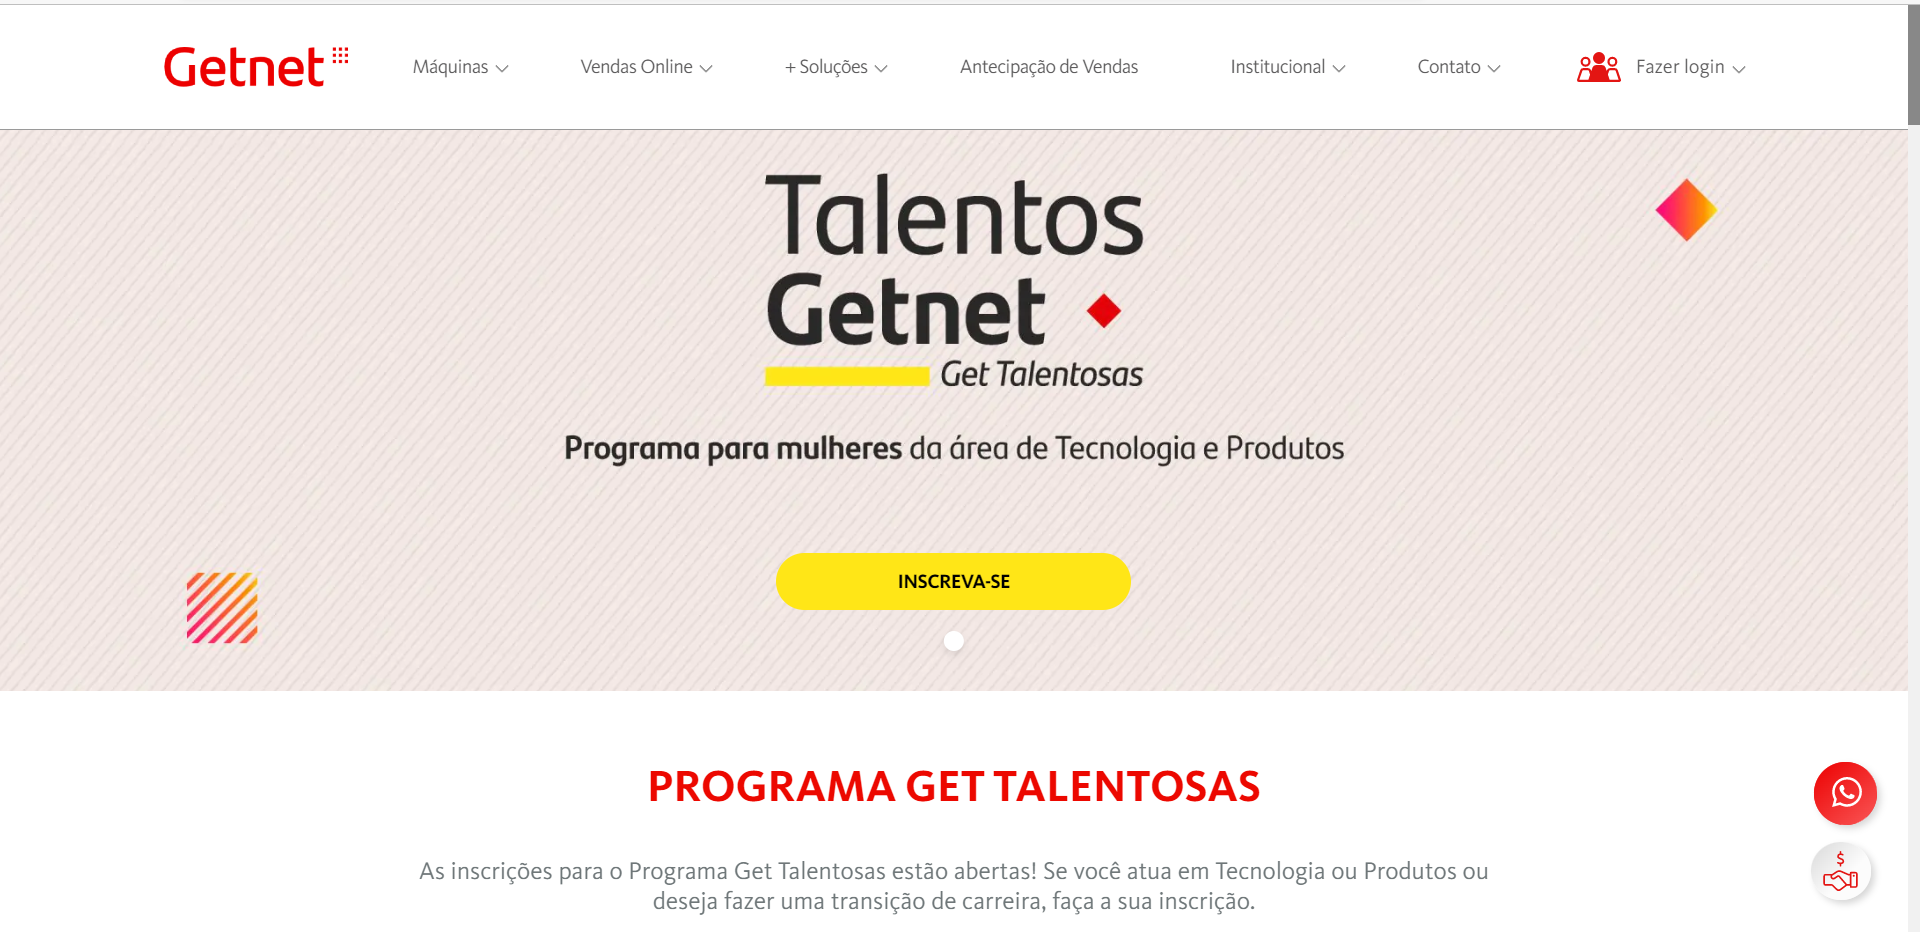 Getnet
Máquinas
Vendas Online
+ Soluções
Antecipação de Vendas
Institucional
Contato
Fazer login
Talentos
Getnet
Get Talentosas
Programa para mulheres da área de Tecnologia e Produtos
INSCREVA-SE
PROGRAMA GET TALENTOSAS
As inscrições para o Programa Get Talentosas estão abertas! Se você atua em Tecnologia ou Produtos ou
deseja fazer uma transição de carreira, faça a sua inscrição.
$